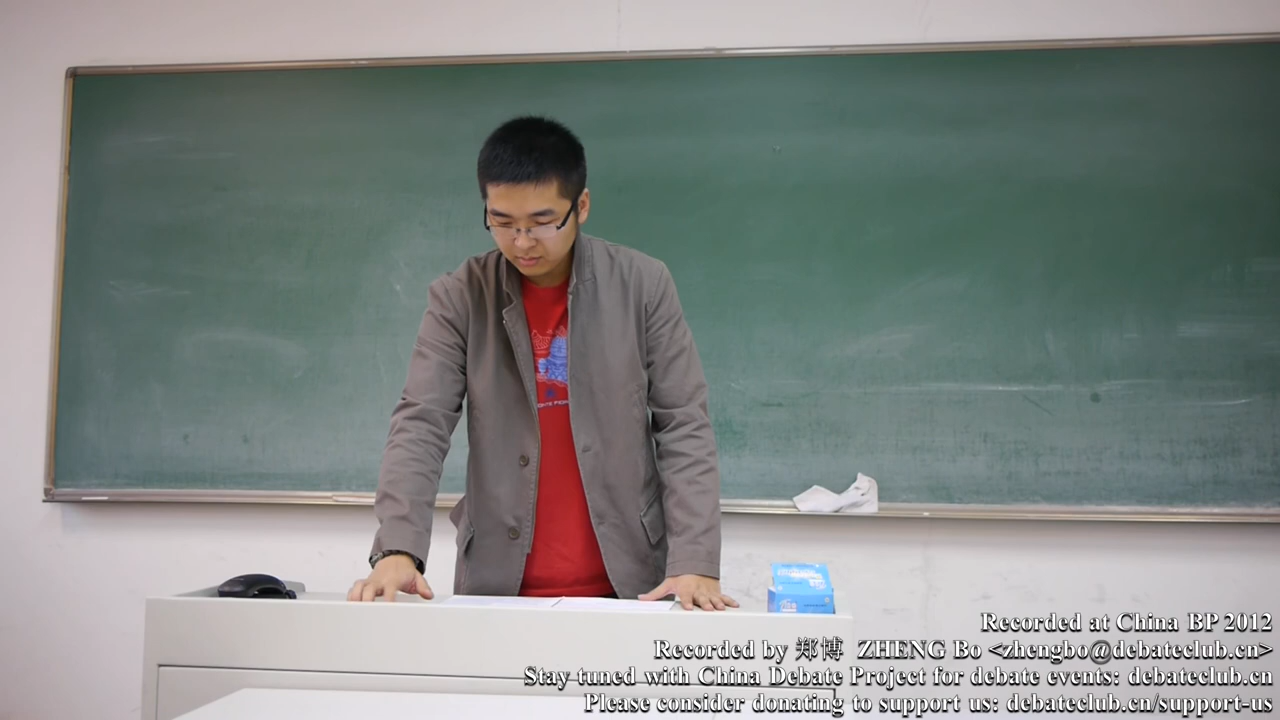 Recorded at China BP 2012
Recorded by 郑博 ZHENG Bo <zhengbo@debateclub.cn>
Stay tuned with China Debate Project for debate events: debateclub.cn
Please consider donating to support us: debateclub.cn/support-us